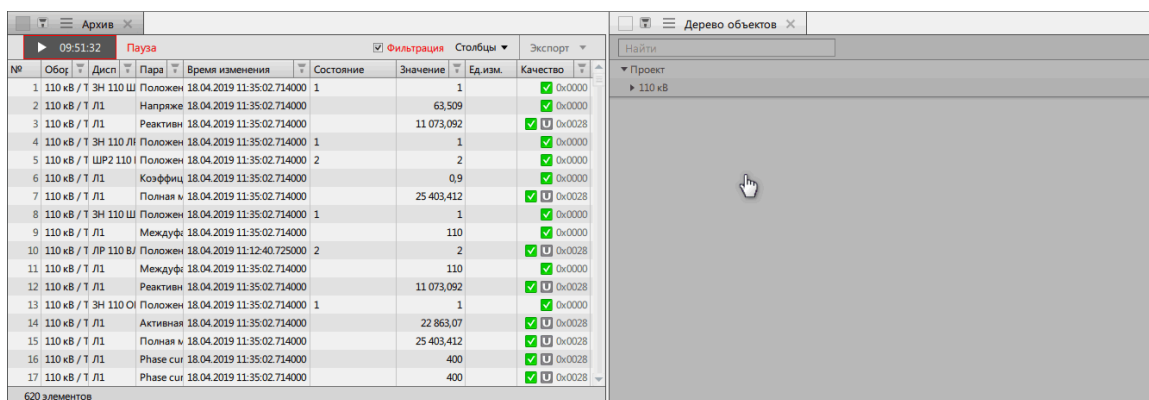 Архив
Дерево объектов
09:51:32 Пауза Фильтрация Столбцы Экспорт
Найти
№ Обор Дисп Пара Время изменения Состояние Значение Ед.изм. Качество
Проект
110 кВ
1 110 кВ / Т ЗН 110 Ш Положен 18.04.2019 11:35:02.714000 1 1 0x0000
2 110 кВ / Т Л1 Напряже 18.04.2019 11:35:02.714000 63,509 0x0000
3 110 кВ / Т Л1 Реактивн 18.04.2019 11:35:02.714000 11 073,092 U 0x0028
4 110 кВ / Т ЗН 110 ЛР Положен 18.04.2019 11:35:02.714000 1 1 0x0000
5 110 кВ / Т ШР2 110 Положен 18.04.2019 11:35:02.714000 2 2 0x0000
6 110 кВ / Т Л1 Коэффиц 18.04.2019 11:35:02.714000 0,9 0x0000
7 110 кВ / Т Л1 Полная м 18.04.2019 11:35:02.714000 25 403,412 U 0x0028
8 110 кВ / Т ЗН 110 Ш Положен 18.04.2019 11:35:02.714000 1 1 0x0000
9 110 кВ / Т Л1 Междуфа 18.04.2019 11:35:02.714000 110 0x0000
10 110 кВ / Т ЛР 110 ВЛ Положен 18.04.2019 11:12:40.725000 2 2 U 0x0028
11 110 кВ / Т Л1 Междуфа 18.04.2019 11:35:02.714000 110 0x0000
12 110 кВ / Т Л1 Реактивн 18.04.2019 11:35:02.714000 11 073,092 U 0x0028
13 110 кВ / Т ЗН 110 О Положен 18.04.2019 11:35:02.714000 1 1 0x0000
14 110 кВ / Т Л1 Активная 18.04.2019 11:35:02.714000 22 863,07 U 0x0028
15 110 кВ / Т Л1 Полная м 18.04.2019 11:35:02.714000 25 403,412 U 0x0028
16 110 кВ / Т Л1 Phase cur 18.04.2019 11:35:02.714000 400 U 0x0028
17 110 кВ / Т Л1 Phase cur 18.04.2019 11:35:02.714000 400 U 0x0028
620 элементов